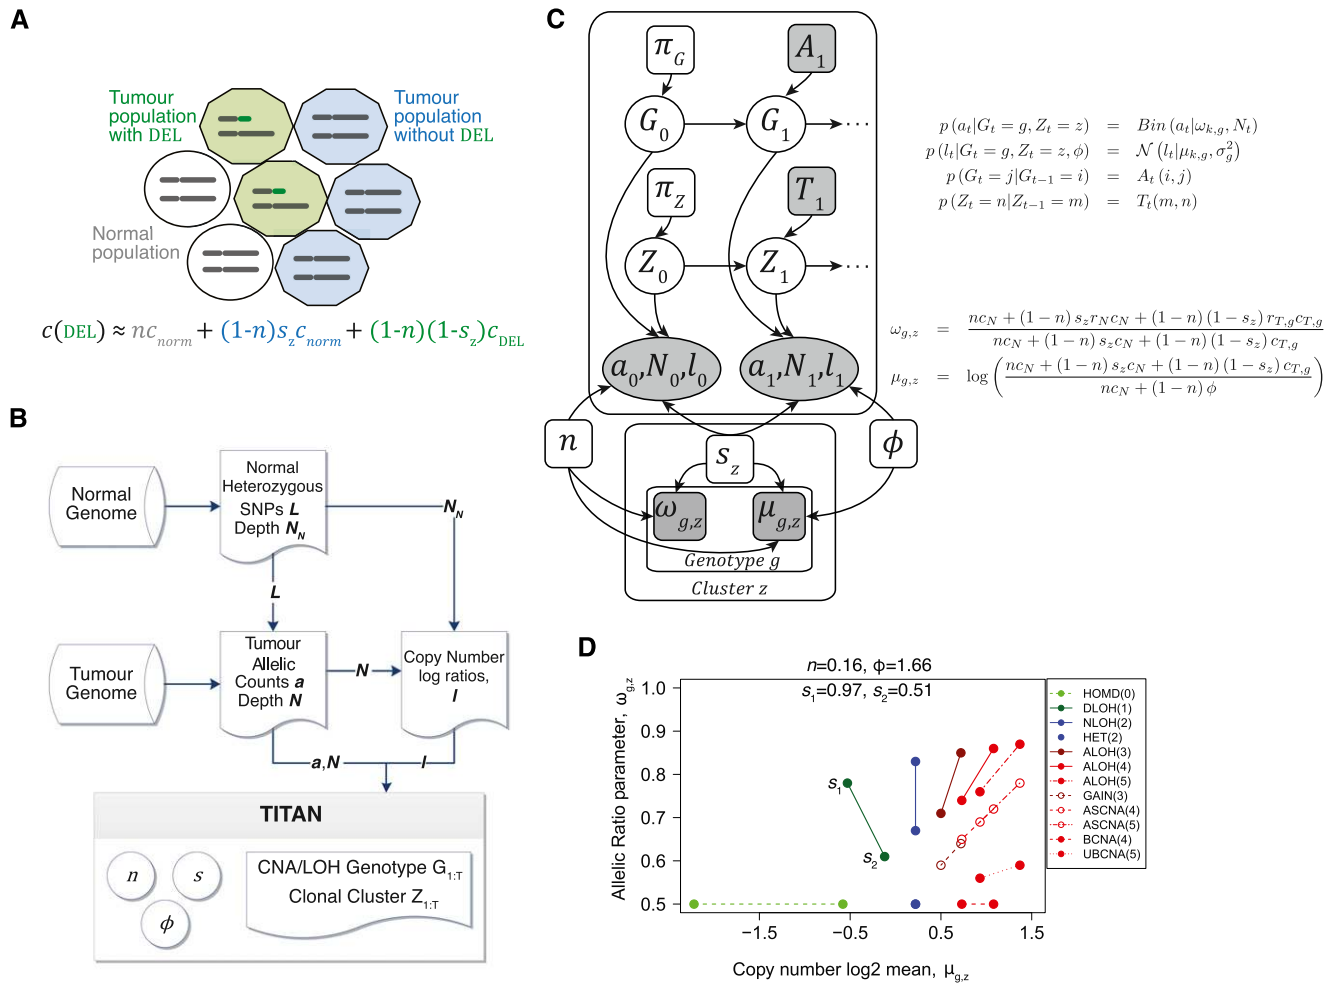 A
Tumour
population
with DEL
Tumour
population
without DEL
Normal
population
c(DEL) ≈ nc_norm + (1-n)s_z c_norm + (1-n)(1-s_z)c_DEL
B
Normal
Genome
Normal
Heterozygous
SNPs L
Depth N_N
N_N
L
Tumour
Genome
Tumour
Allelic
Counts a
Depth N
N
Copy Number
log ratios,
l
a,N
l
TITAN
n
s
ϕ
CNA/LOH Genotype G_1:T
Clonal Cluster Z_1:T
C
π_G
A_1
G_0
G_1
...
π_Z
T_1
Z_0
Z_1
...
a_0,N_0,l_0
a_1,N_1,l_1
n
s_z
ϕ
ω_g,z
μ_g,z
Genotype g
Cluster z
p (a_t|G_t = g, Z_t = z) = Bin (a_t|ω_k,g, N_t)
p (l_t|G_t = g, Z_t = z, ϕ) = N (l_t|μ_k,g, σ_g^2)
p (G_t = j|G_t−1 = i) = A_t (i, j)
p (Z_t = n|Z_t−1 = m) = T_t(m, n)
ω_g,z = (nc_N + (1 − n) s_z r_N c_N + (1 − n) (1 − s_z) r_T,g c_T,g) / (nc_N + (1 − n) s_z c_N + (1 − n) (1 − s_z) c_T,g)
μ_g,z = log ( (nc_N + (1 − n) s_z c_N + (1 − n) (1 − s_z) c_T,g) / (nc_N + (1 − n) ϕ) )
D
n=0.16, ϕ=1.66
s_1=0.97, s_2=0.51
Allelic Ratio parameter, ω_g,z
1.0
0.9
0.8
0.7
0.6
0.5
s_1
s_2
−1.5
−0.5
0.5
1.5
Copy number log2 mean, μ_g,z
HOMD(0)
DLOH(1)
NLOH(2)
HET(2)
ALOH(3)
ALOH(4)
ALOH(5)
GAIN(3)
ASCNA(4)
ASCNA(5)
BCNA(4)
UBCNA(5)